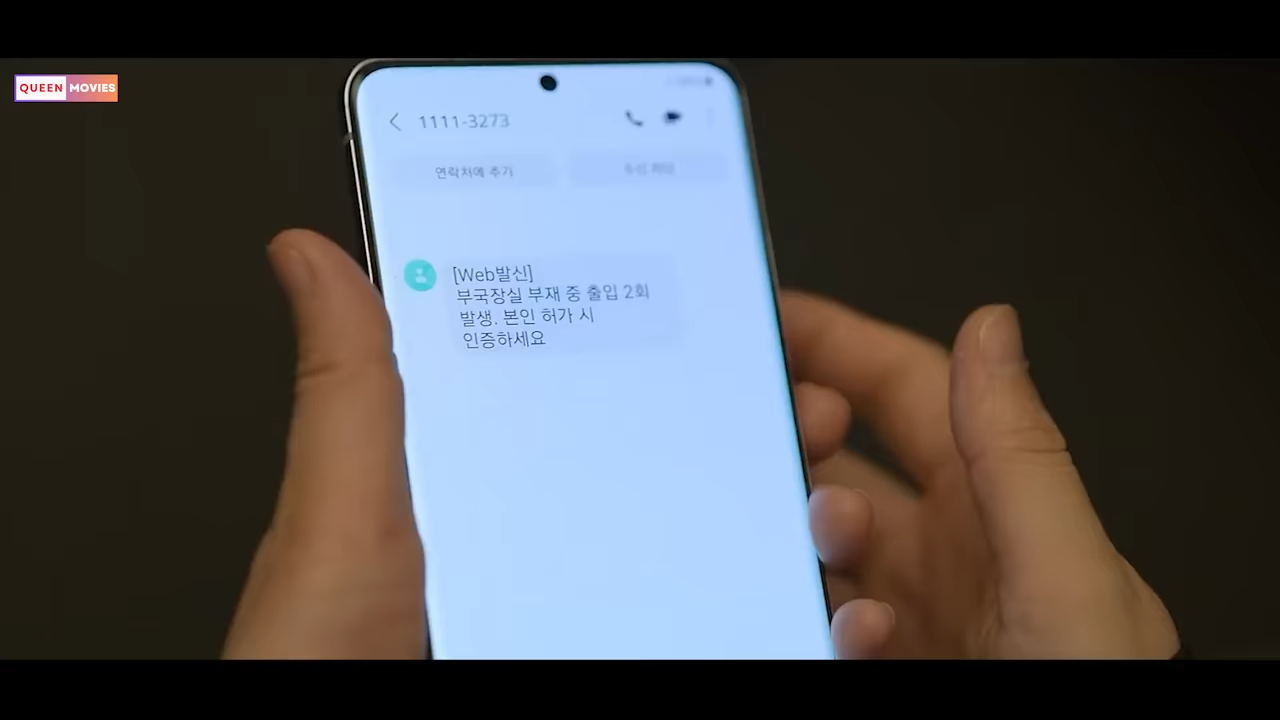 QUEEN MOVIES
1111-3273
연락처에 추가
[Web발신]
부국장실 부재 중 출입 2회
발생. 본인 허가 시
인증하세요